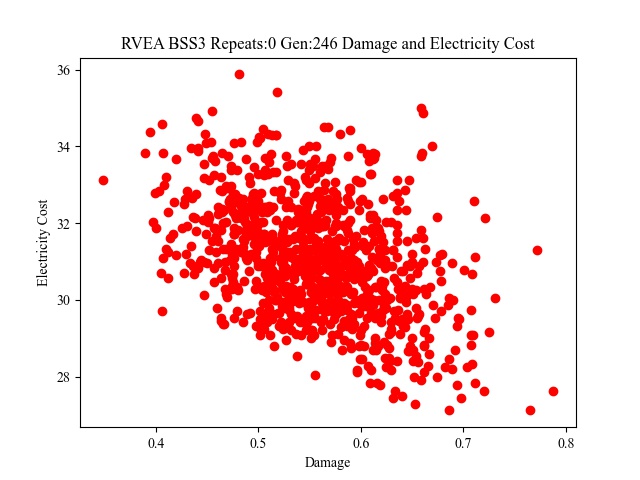 RVEA BSS3 Repeats:0 Gen:246 Damage and Electricity Cost
36
34
32
30
28
Electricity Cost
0.4 0.5 0.6 0.7 0.8
Damage